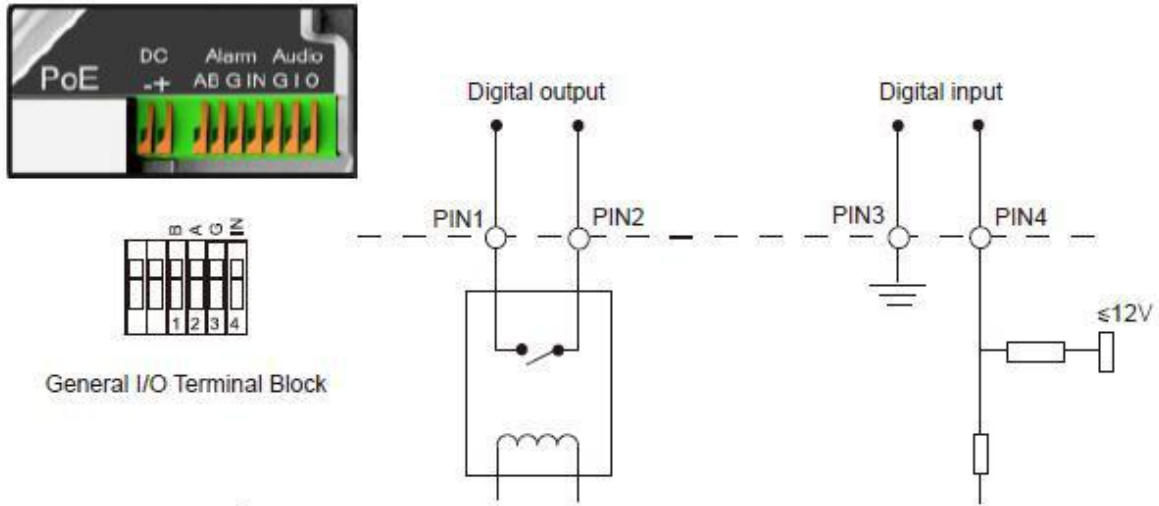 DC Alarm Audio
PoE -+ AB G IN G I O
B A G IN
1 2 3 4
General I/O Terminal Block
Digital output
PIN1 PIN2
Digital input
PIN3 PIN4
≤12V